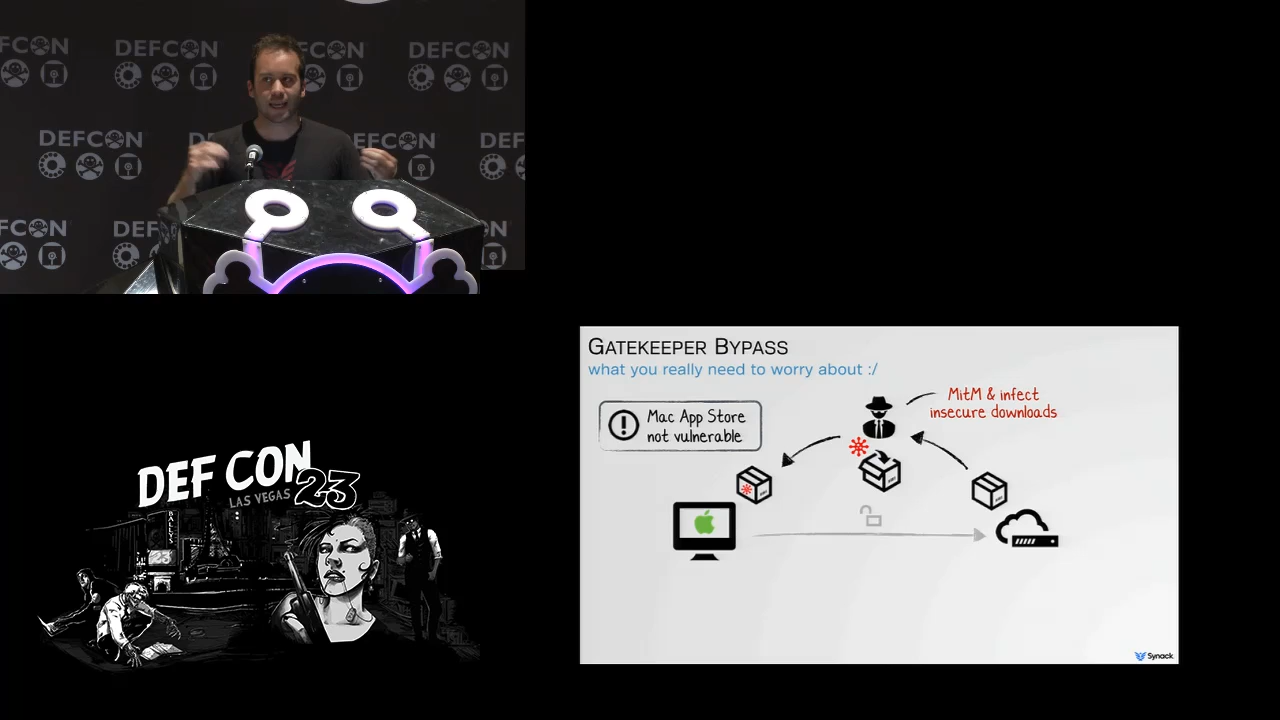 DEFCON
DEFCON
DEFCON
DEFCON
DEFCON
DEFCON
DEFCON
DEFCON
GATEKEEPER BYPASS
what you really need to worry about :/
Mac App Store
not vulnerable
MitM & infect
insecure downloads
DEF CON
LAS VEGAS 23
BALLYS
Synack